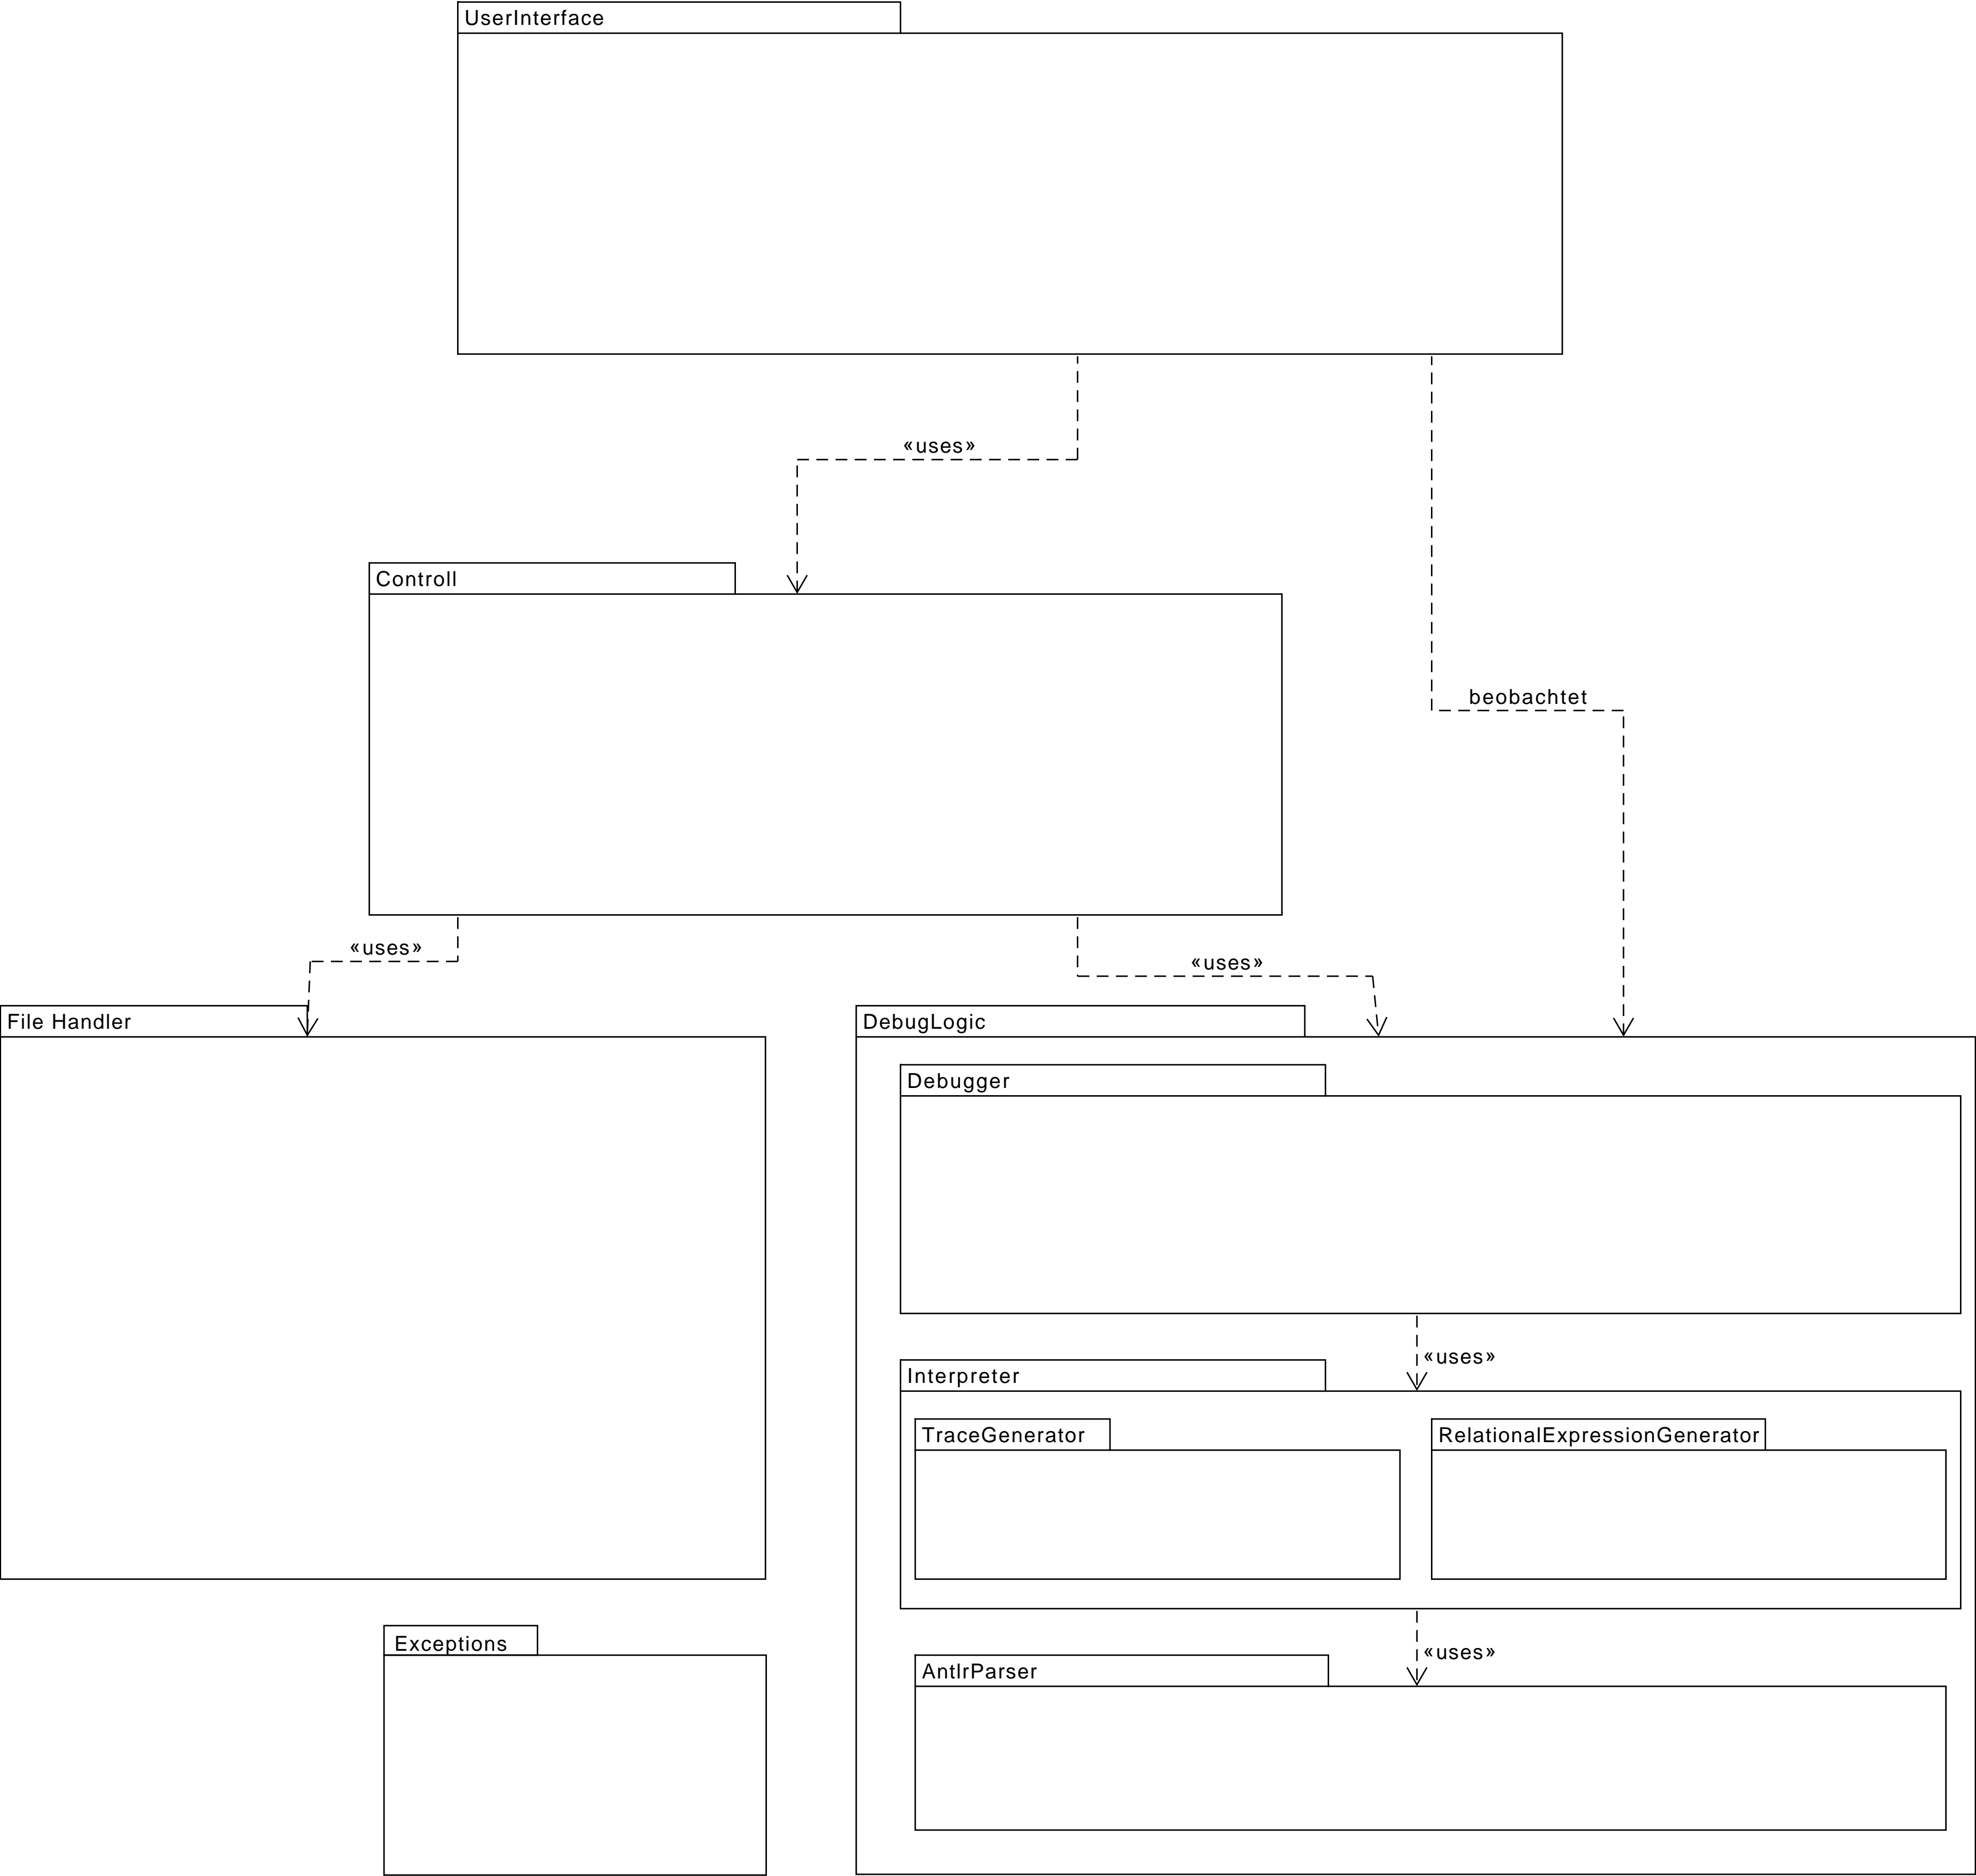 UserInterface
«uses»
Controll
beobachtet
«uses»
«uses»
File Handler
DebugLogic
Debugger
«uses»
Interpreter
TraceGenerator
RelationalExpressionGenerator
Exceptions
«uses»
AntlrParser